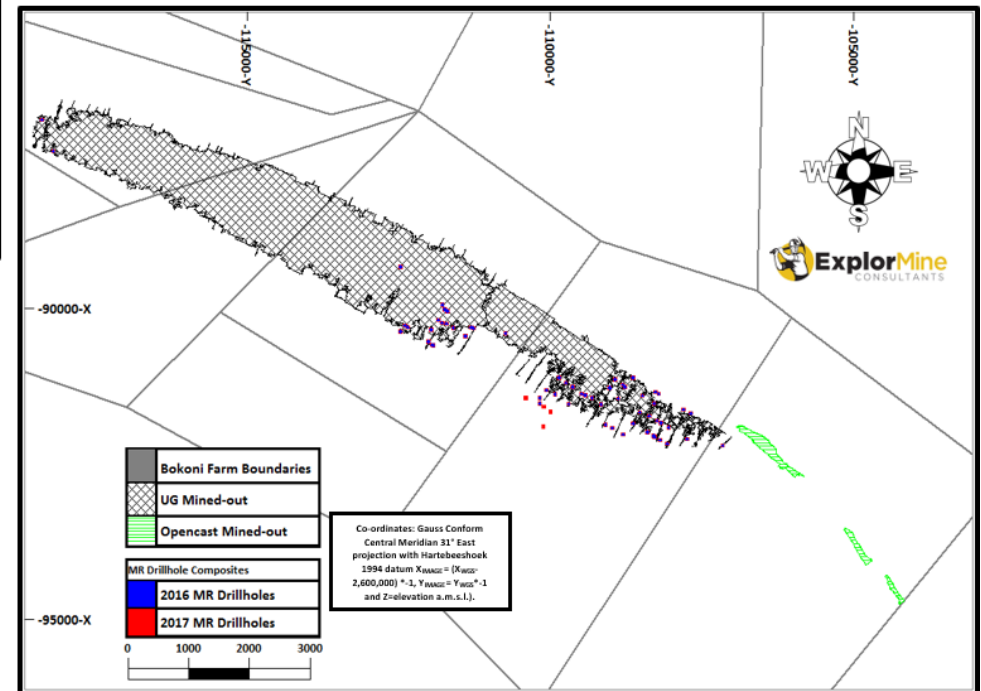 -115000-Y
-110000-Y
-105000-Y
N
W E
S
ExplorMine
CONSULTANTS
-90000-X
-95000-X
Bokoni Farm Boundaries
UG Mined-out
Opencast Mined-out
MR Drillhole Composites
2016 MR Drillholes
2017 MR Drillholes
0 1000 2000 3000
Co-ordinates: Gauss Conform
Central Meridian 31° East
projection with Hartebeeshoek
1994 datum XIMAGE = (XWGS-
2,600,000) *-1, YIMAGE = YWGS*-1
and Z=elevation a.m.s.l.).